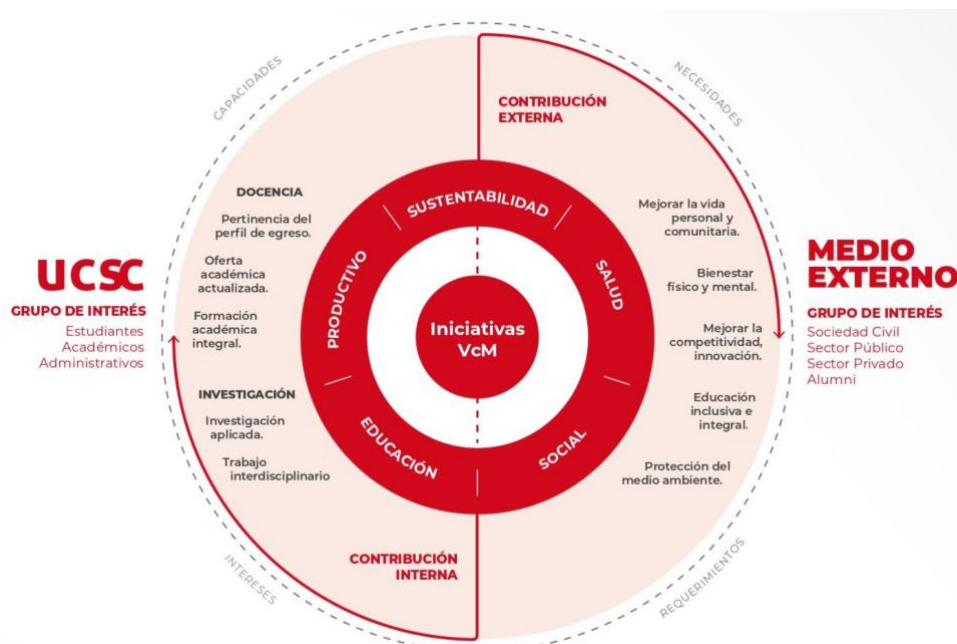 CAPACIDADES
NECESIDADES
CONTRIBUCIÓN
EXTERNA
DOCENCIA
Pertinencia del
perfil de egreso.
Oferta
académica
actualizada.
Formación
académica
integral.
INVESTIGACIÓN
Investigación
aplicada.
Trabajo
interdisciplinario
UCSC
GRUPO DE INTERÉS
Estudiantes
Académicos
Administrativos
SUSTENTABILIDAD
SALUD
SOCIAL
EDUCACIÓN
PRODUCTIVO
Iniciativas
VcM
Mejorar la vida
personal y
comunitaria.
Bienestar
físico y mental.
Mejorar la
competitividad,
innovación.
Educación
inclusiva e
integral.
Protección del
medio ambiente.
MEDIO
EXTERNO
GRUPO DE INTERÉS
Sociedad Civil
Sector Público
Sector Privado
Alumni
CONTRIBUCIÓN
INTERNA
INTERESES
REQUERIMIENTOS